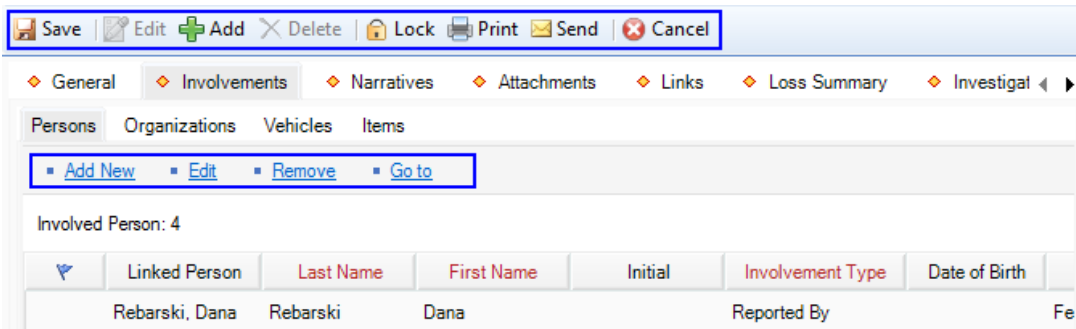 Save Edit Add Delete Lock Print Send Cancel
General Involvements Narratives Attachments Links Loss Summary Investigat
Persons Organizations Vehicles Items
Add New Edit Remove Go to
Involved Person: 4
Linked Person Last Name First Name Initial Involvement Type Date of Birth
Rebarski, Dana Rebarski Dana Reported By Fe